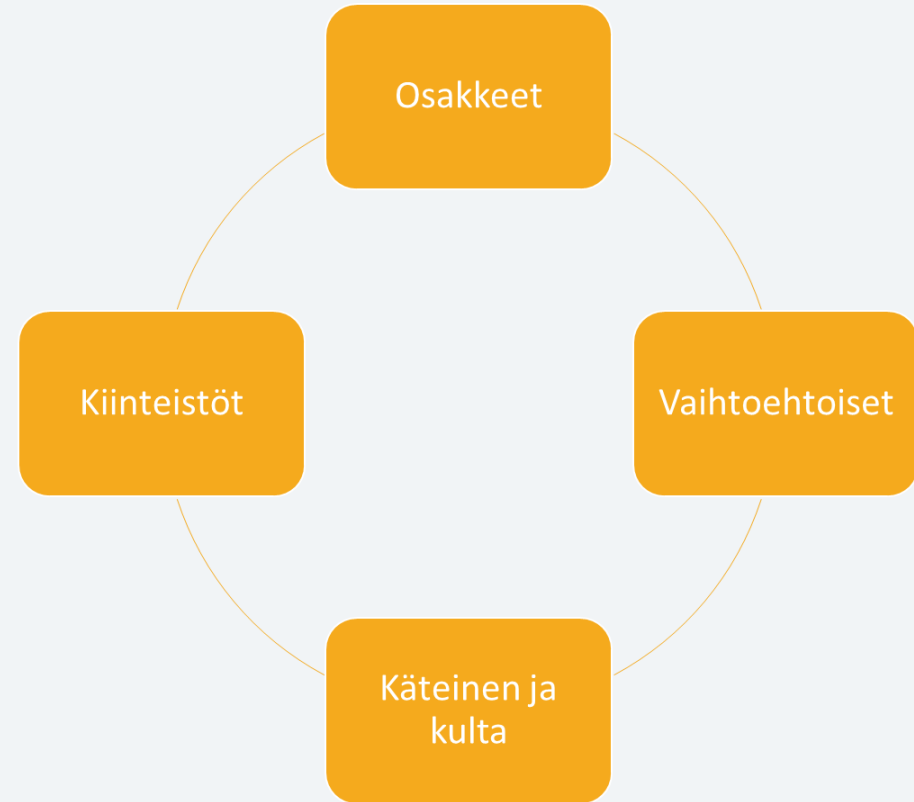 Osakkeet
Kiinteistöt
Vaihtoehtoiset
Käteinen ja
kulta